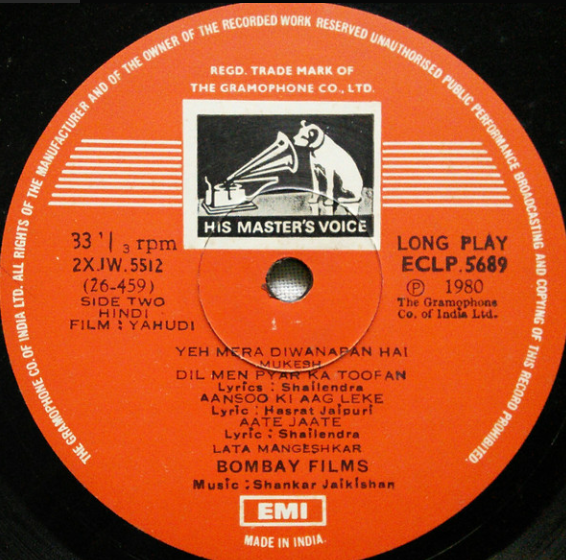 THE GRAMOPHONE CO. OF INDIA LTD. ALL RIGHTS OF THE MANUFACTURER AND OF THE OWNER OF THE RECORDED WORK RESERVED UNAUTHORISED PUBLIC PERFORMANCE BROADCASTING AND COPYING OF THIS RECORD PROHIBITED.
REGD. TRADE MARK OF
THE GRAMOPHONE CO., LTD.
HIS MASTER'S VOICE
33 1/3 rpm
2XJW.5512
(26-459)
SIDE TWO
HINDI
FILM : YAHUDI
LONG PLAY
ECLP.5689
Ⓟ 1980
The Gramophone
Co. of India Ltd.
YEH MERA DIWANAPAN HAI
MUKESH
DIL MEN PYAR KA TOOFAN
Lyrics : Shailendra
AANSOO KI AAG LEKE
Lyric : Hasrat Jaipuri
AATE JAATE
Lyric : Shailendra
LATA MANGESHKAR
BOMBAY FILMS
Music : Shankar Jaikishan
EMI
MADE IN INDIA.